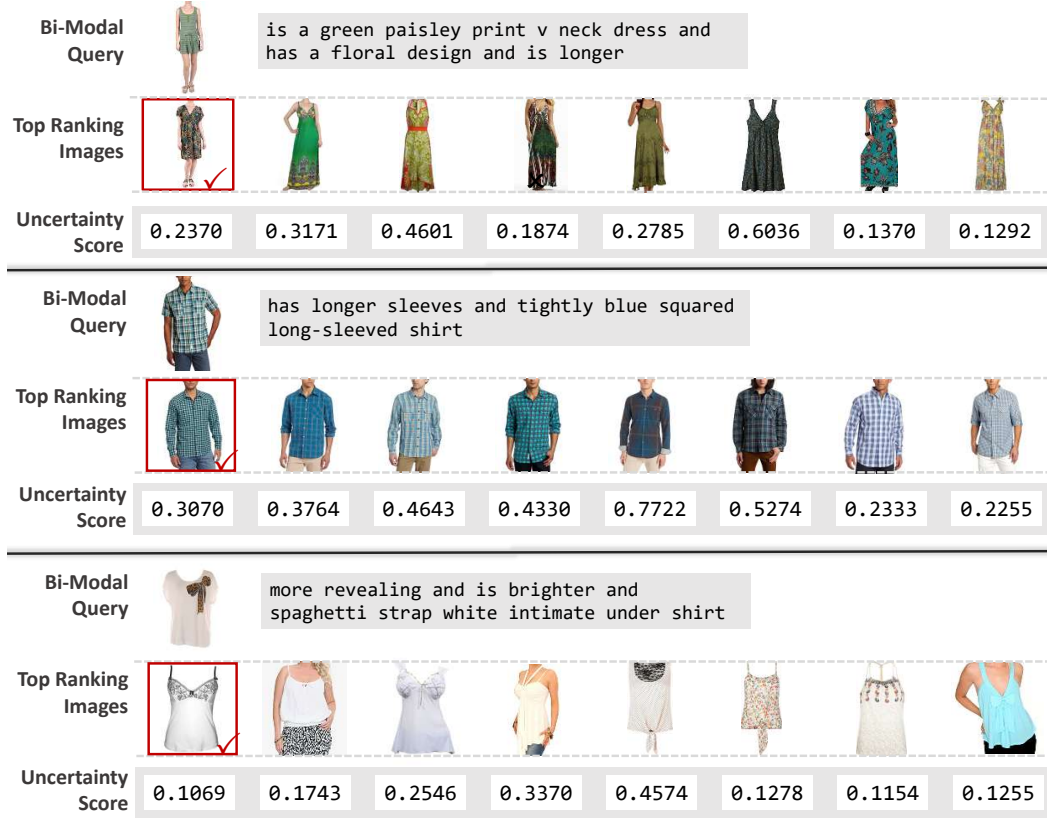 Bi-Modal
Query
is a green paisley print v neck dress and
has a floral design and is longer
Top Ranking
Images
Uncertainty
Score
0.2370 0.3171 0.4601 0.1874 0.2785 0.6036 0.1370 0.1292
Bi-Modal
Query
has longer sleeves and tightly blue squared
long-sleeved shirt
Top Ranking
Images
Uncertainty
Score
0.3070 0.3764 0.4643 0.4330 0.7722 0.5274 0.2333 0.2255
Bi-Modal
Query
more revealing and is brighter and
spaghetti strap white intimate under shirt
Top Ranking
Images
Uncertainty
Score
0.1069 0.1743 0.2546 0.3370 0.4574 0.1278 0.1154 0.1255